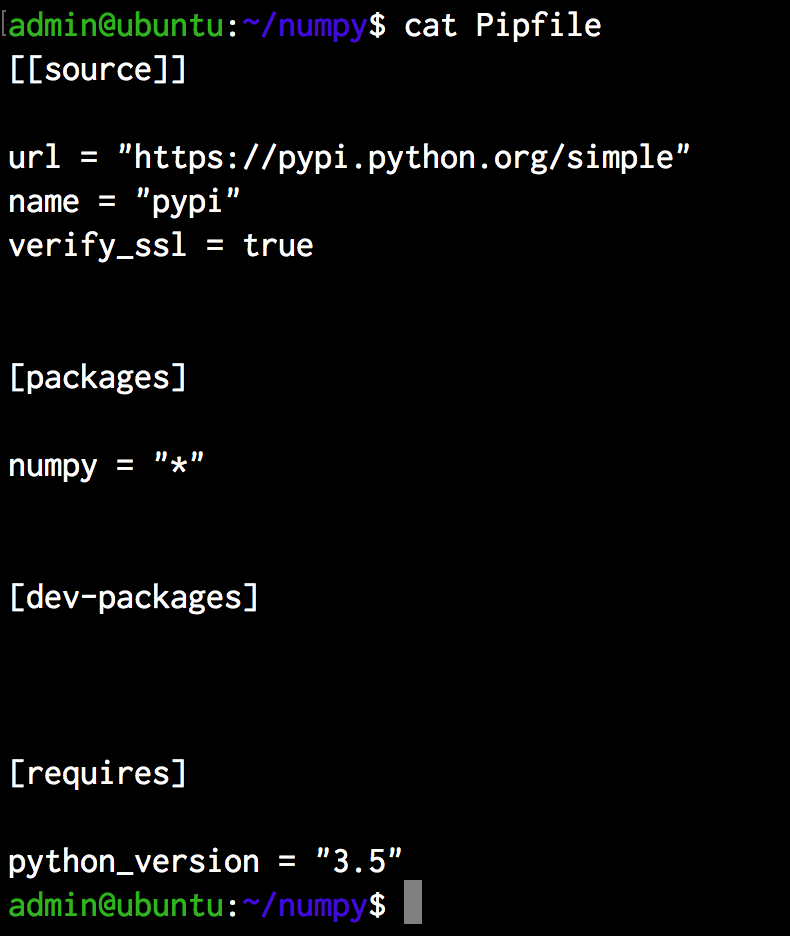 admin@ubuntu:~/numpy$ cat Pipfile
[[source]]
url = "https://pypi.python.org/simple"
name = "pypi"
verify_ssl = true
[packages]
numpy = "*"
[dev-packages]
[requires]
python_version = "3.5"
admin@ubuntu:~/numpy$